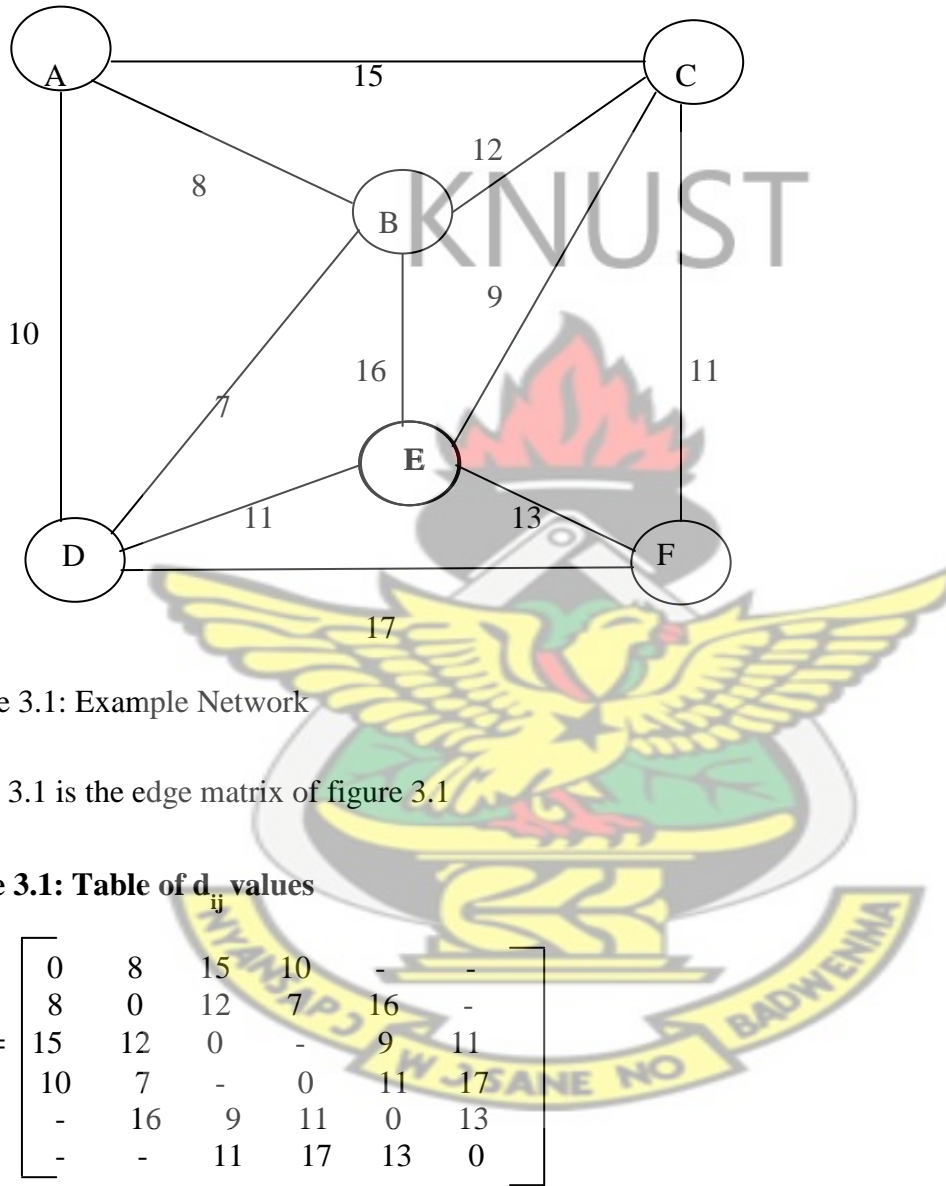 A
15
C
12
8
KNUST
B
9
10
16
11
7
E
11
13
D
F
17
e 3.1: Example Network
3.1 is the edge matrix of figure 3.1
e 3.1: Table of dij values
0 8 15 10 - -
8 0 12 7 16 -
= 15 12 0 - 9 11
10 7 - 0 11 17
- 16 9 11 0 13
- - 11 17 13 0
NYANSAPƆ WƆSANE NO BADWENMA